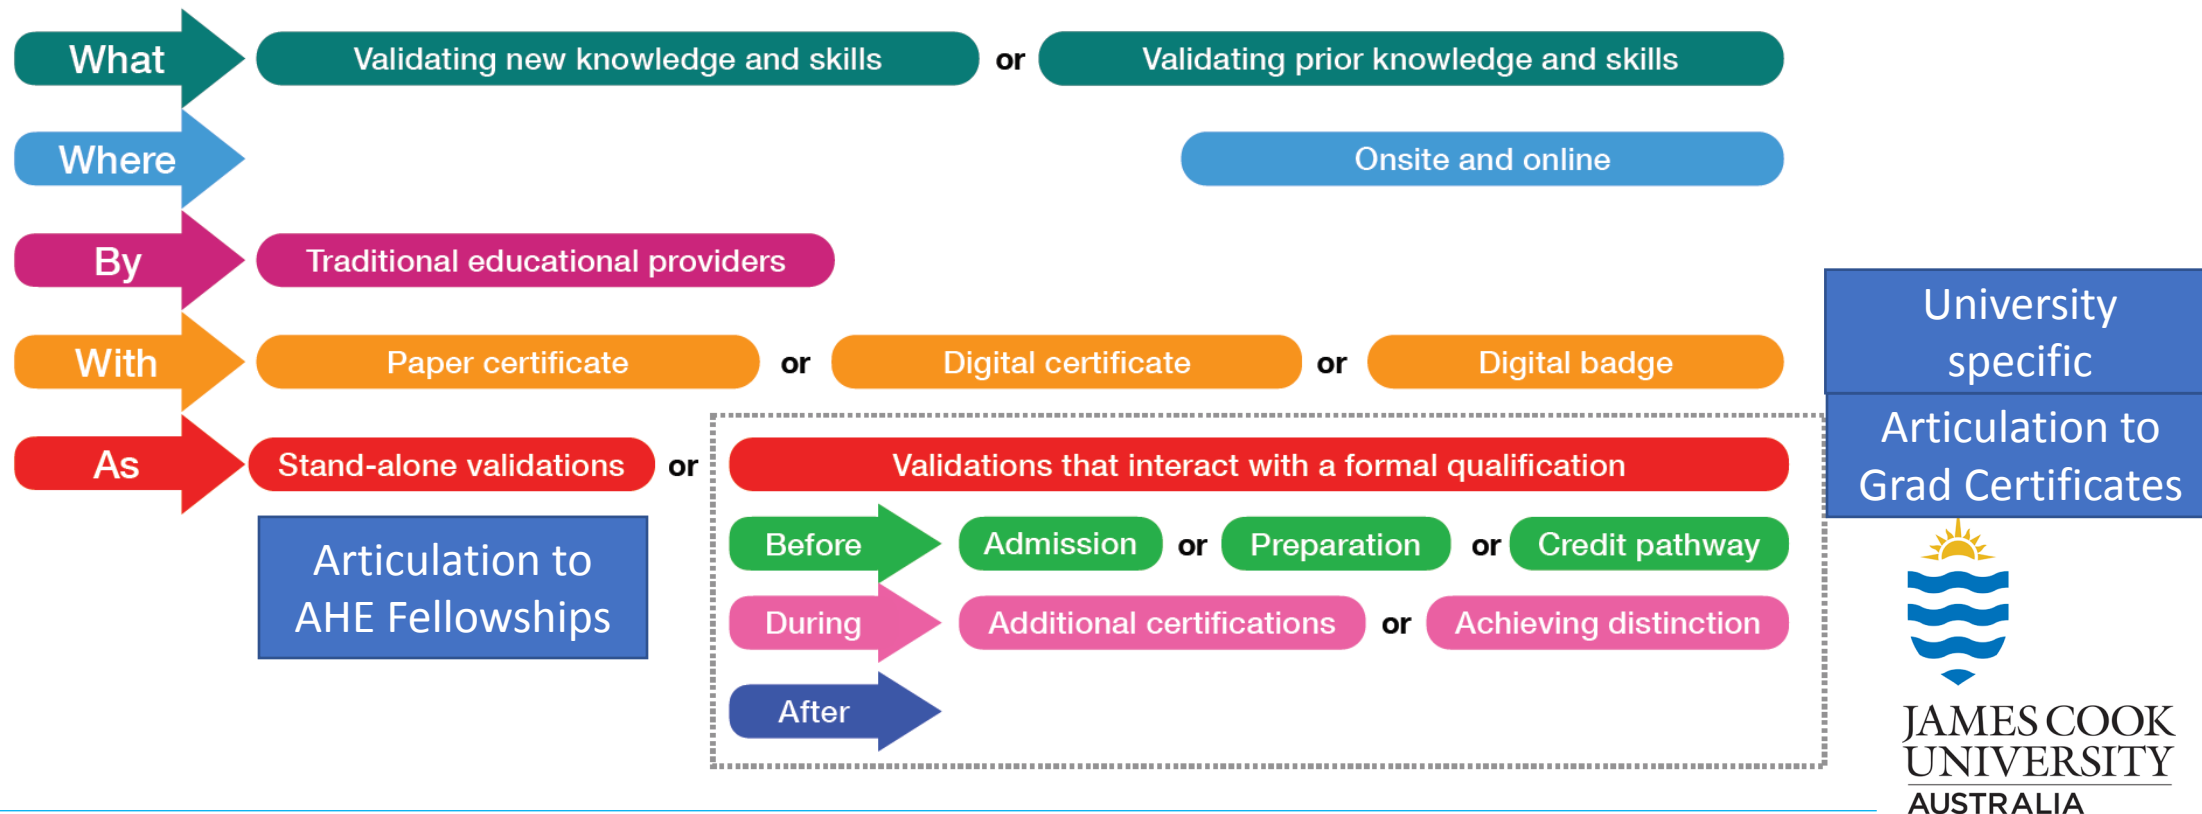 What Validating new knowledge and skills or Validating prior knowledge and skills
Where Onsite and online
By Traditional educational providers
With Paper certificate or Digital certificate or Digital badge
University
specific
As Stand-alone validations or Validations that interact with a formal qualification
Articulation to
Grad Certificates
Articulation to
AHE Fellowships
Before Admission or Preparation or Credit pathway
During Additional certifications or Achieving distinction
After
JAMES COOK
UNIVERSITY
AUSTRALIA